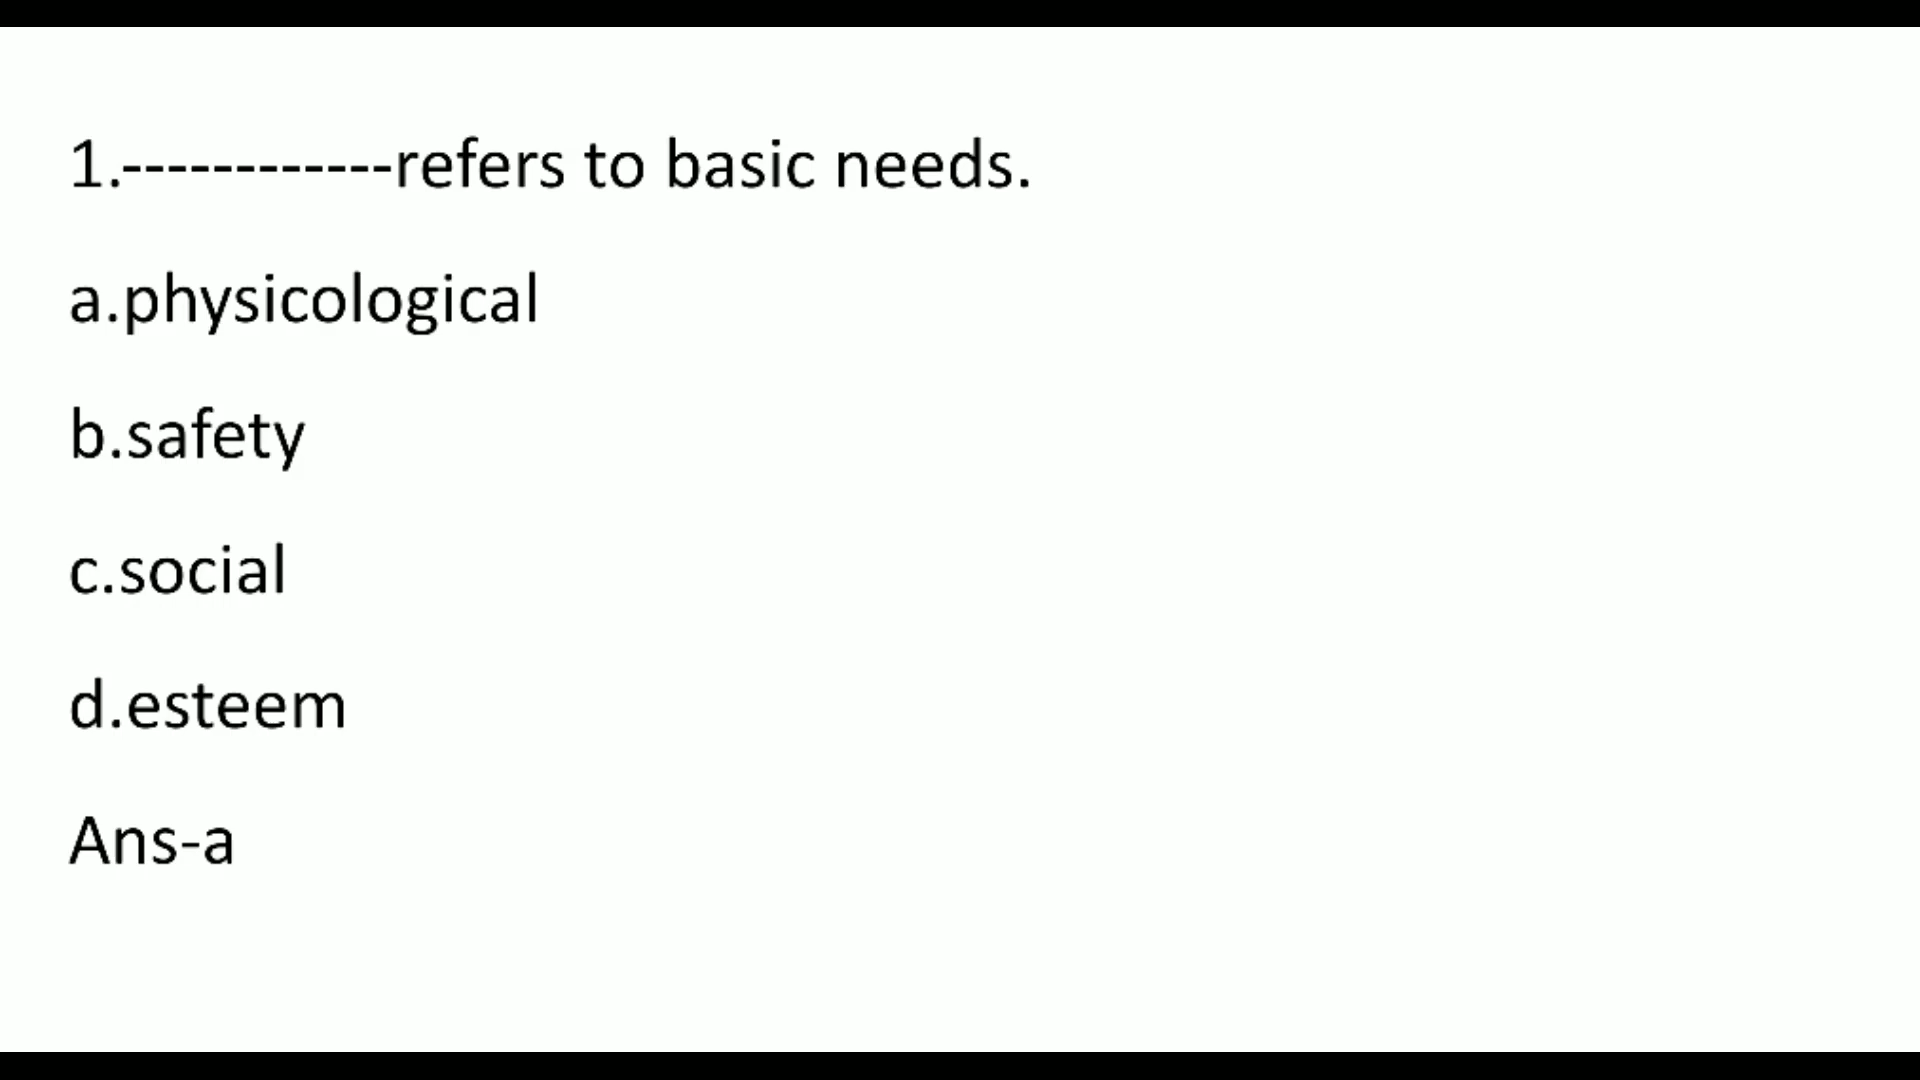 1.------------refers to basic needs.
a.physicological
b.safety
c.social
d.esteem
Ans-a